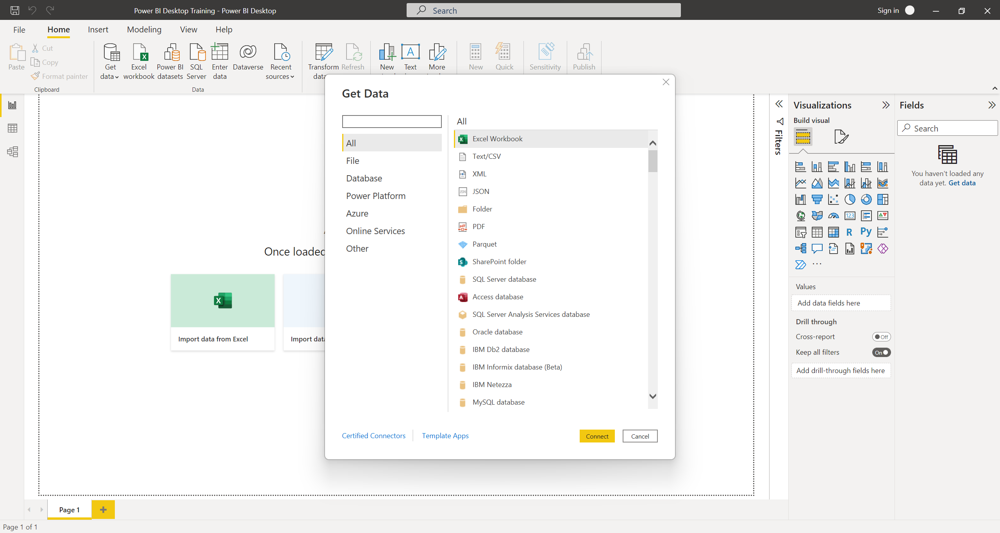 Power BI Desktop Training - Power BI Desktop
Search
Sign in
File
Home
Insert
Modeling
View
Help
Paste
Cut
Copy
Format painter
Clipboard
Get
data
Excel
workbook
Power BI
datasets
SQL
Server
Enter
data
Dataverse
Recent
sources
Data
Transform
data
Refresh
New
Text
A
More
New
Quick
Sensitivity
Publish
Once loaded
Import data from Excel
Import data
Get Data
All
File
Database
Power Platform
Azure
Online Services
Other
All
Excel Workbook
Text/CSV
XML
JSON
Folder
PDF
Parquet
SharePoint folder
SQL Server database
Access database
SQL Server Analysis Services database
Oracle database
IBM Db2 database
IBM Informix database (Beta)
IBM Netezza
MySQL database
Certified Connectors
Template Apps
Connect
Cancel
Filters
Visualizations
Build visual
123
R
Py
Values
Add data fields here
Drill through
Cross-report
Off
Keep all filters
On
Add drill-through fields here
Fields
Search
You haven't loaded any
data yet. Get data
Page 1
Page 1 of 1